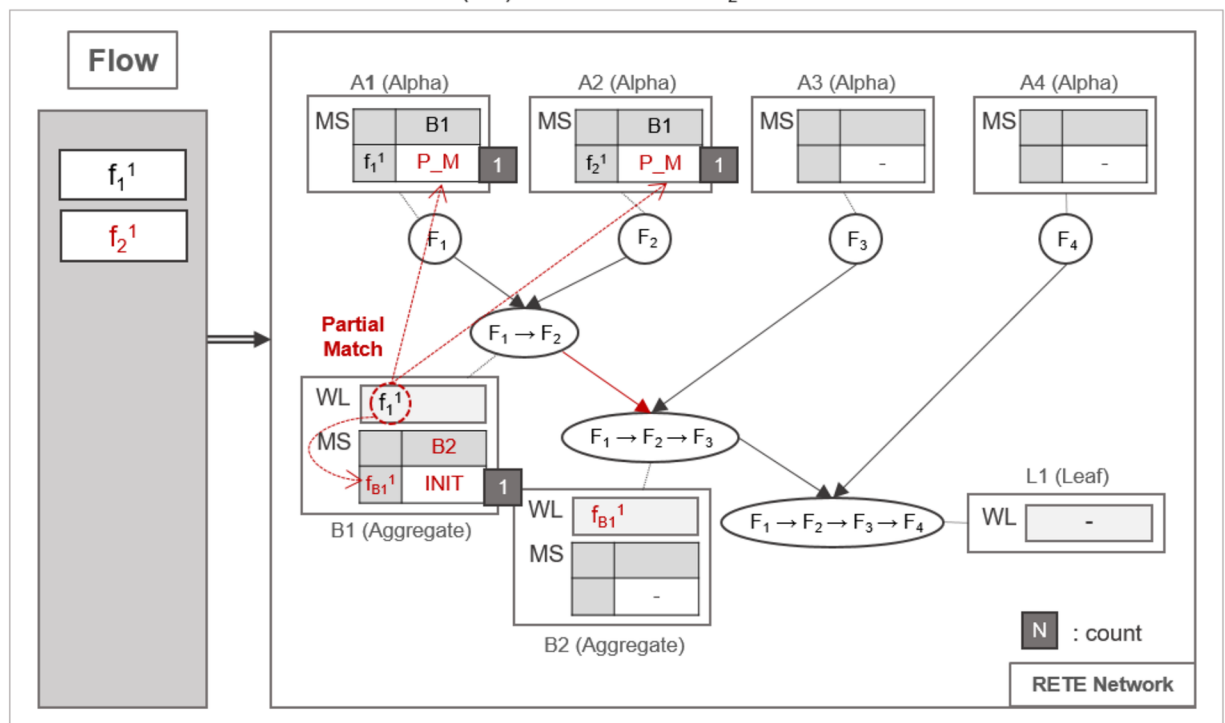 Flow
f₁¹
f₂¹
A1 (Alpha)
MS
B1
f₁¹
P_M
1
A2 (Alpha)
MS
B1
f₂¹
P_M
1
A3 (Alpha)
MS
-
A4 (Alpha)
MS
-
F₁
F₂
F₃
F₄
Partial
Match
F₁ → F₂
WL
f₁¹
MS
B2
f_B1¹
INIT
1
B1 (Aggregate)
F₁ → F₂ → F₃
WL
f_B1¹
MS
-
B2 (Aggregate)
F₁ → F₂ → F₃ → F₄
L1 (Leaf)
WL
-
N : count
RETE Network